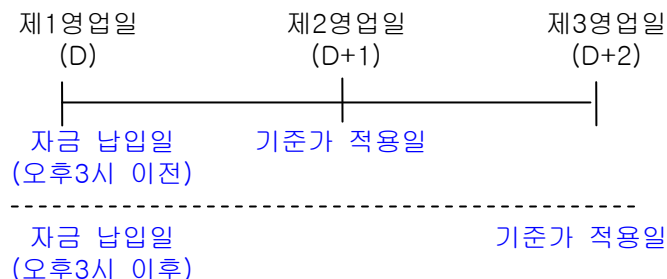 제1영업일 제2영업일 제3영업일
(D) (D+1) (D+2)
자금 납입일 기준가 적용일
(오후3시 이전)
자금 납입일 기준가 적용일
(오후3시 이후)